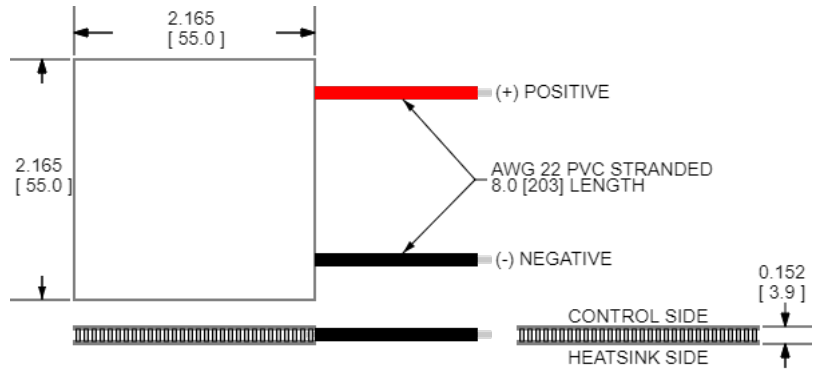 2.165
[ 55.0 ]
(+) POSITIVE
2.165
[ 55.0 ]
AWG 22 PVC STRANDED
8.0 [203] LENGTH
(-) NEGATIVE
0.152
[ 3.9 ]
CONTROL SIDE
HEATSINK SIDE